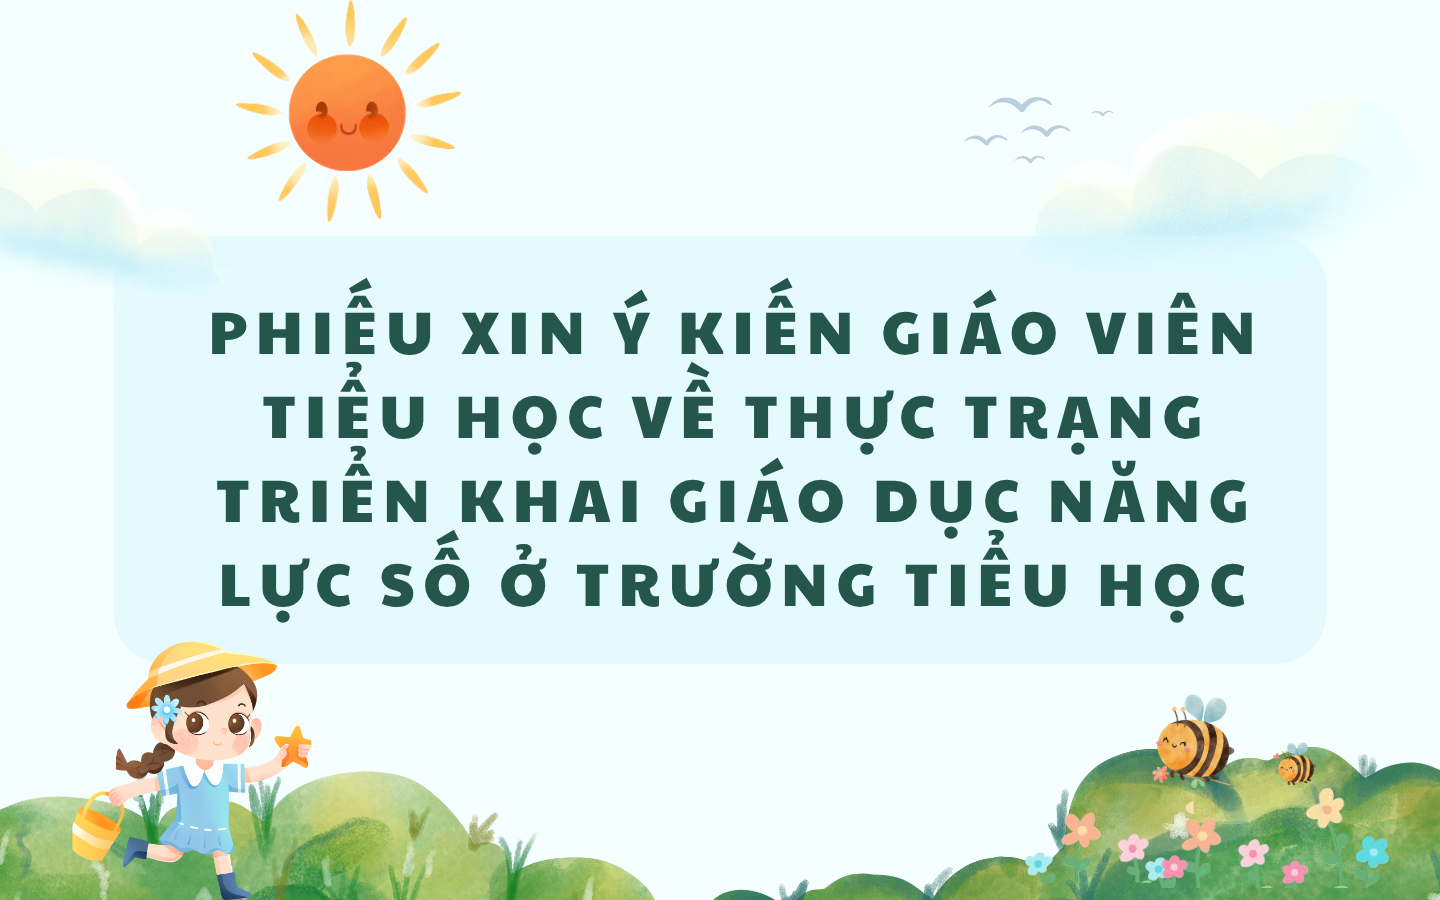 PHIẾU XIN Ý KIẾN GIÁO VIÊN
TIỂU HỌC VỀ THỰC TRẠNG
TRIỂN KHAI GIÁO DỤC NĂNG
LỰC SỐ Ở TRƯỜNG TIỂU HỌC